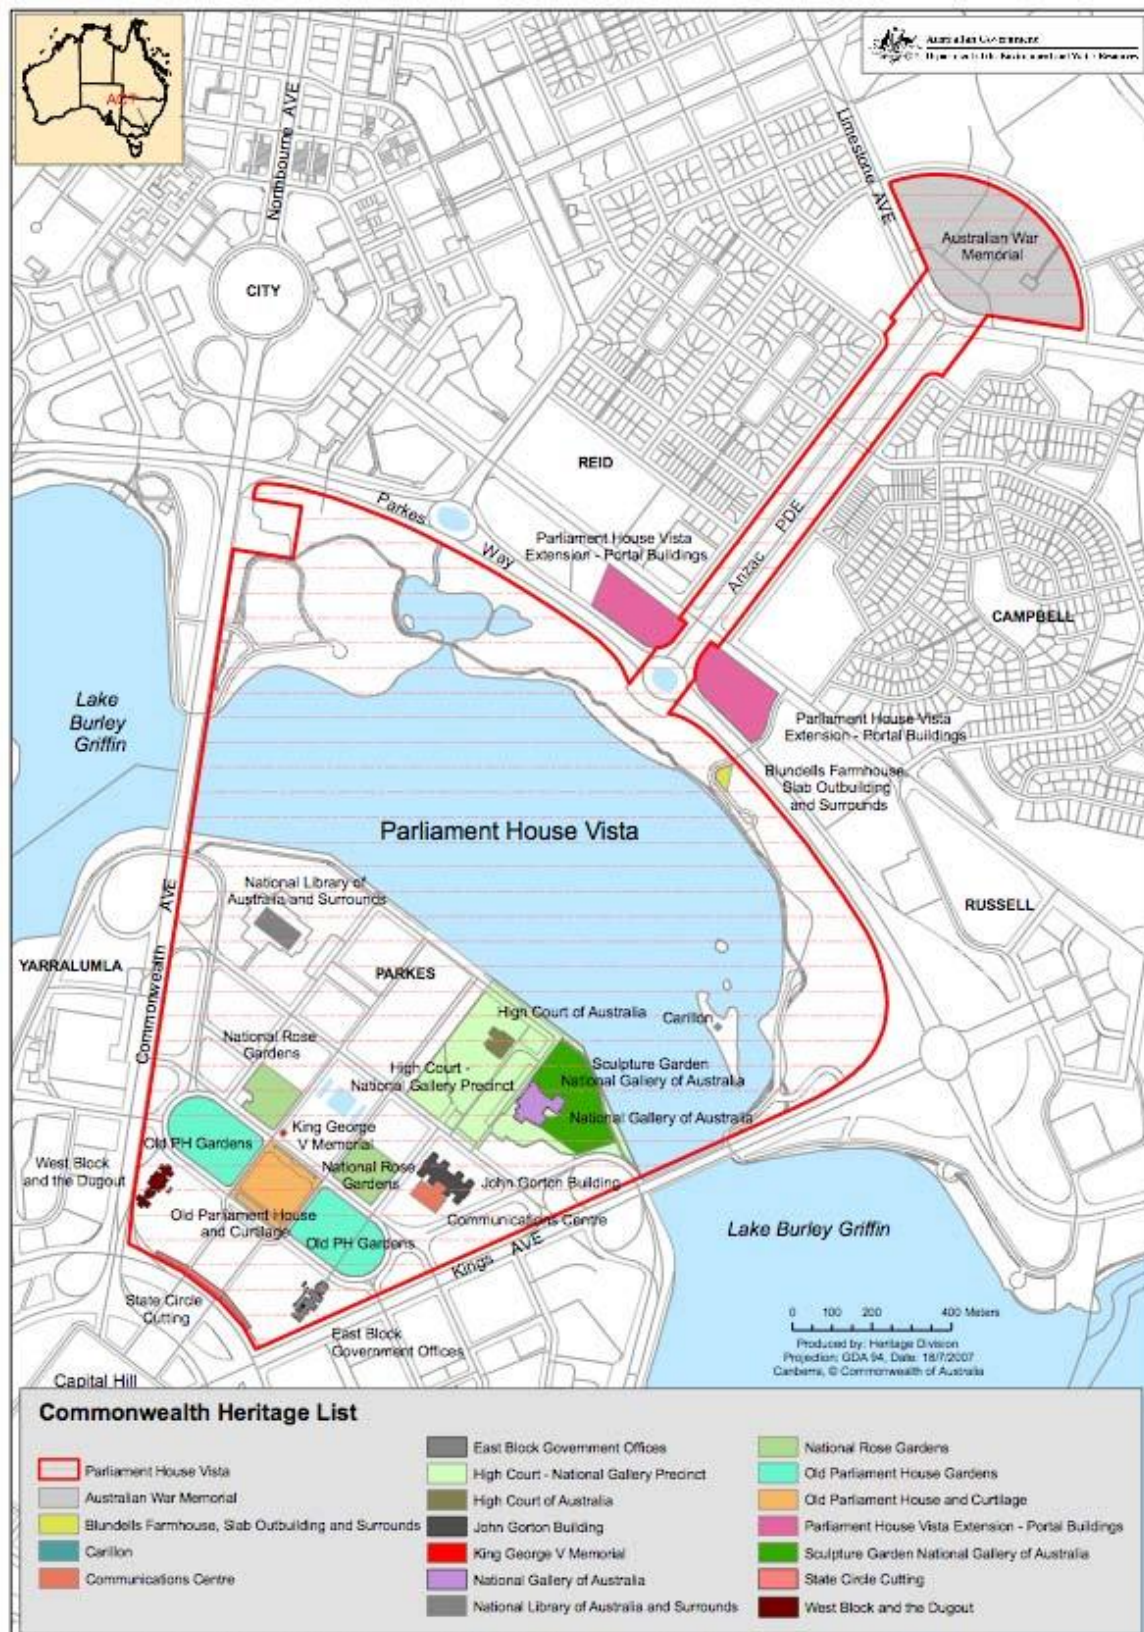 ACT
Australian Government
Northbourne AVE
Limestone AVE
Australian War
Memorial
CITY
REID
Parkes
Way
Parliament House Vista
Extension - Portal Buildings
Anzac PDE
CAMPBELL
Lake
Burley
Griffin
Parliament House Vista
Extension - Portal Buildings
Blundells Farmhouse,
Slab Outbuilding
and Surrounds
Parliament House Vista
National Library of
Australia and Surrounds
Commonwealth AVE
RUSSELL
YARRALUMLA
PARKES
High Court of Australia
Carillon
National Rose
Gardens
High Court -
National Gallery Precinct
Sculpture Garden
National Gallery of Australia
National Gallery of Australia
King George
V Memorial
Old PH Gardens
West Block
and the Dugout
National Rose
Gardens
John Gorton Building
Old Parliament House
and Curtilage
Communications Centre
Old PH Gardens
Kings AVE
Lake Burley Griffin
State Circle
Cutting
East Block
Government Offices
0 100 200 400 Meters
Produced by: Heritage Division
Projection: GDA 94, Date: 18/7/2007
Canberra, © Commonwealth of Australia
Capital Hill
Commonwealth Heritage List
Parliament House Vista
Australian War Memorial
Blundells Farmhouse, Slab Outbuilding and Surrounds
Carillon
Communications Centre
East Block Government Offices
High Court - National Gallery Precinct
High Court of Australia
John Gorton Building
King George V Memorial
National Gallery of Australia
National Library of Australia and Surrounds
National Rose Gardens
Old Parliament House Gardens
Old Parliament House and Curtilage
Parliament House Vista Extension - Portal Buildings
Sculpture Garden National Gallery of Australia
State Circle Cutting
West Block and the Dugout